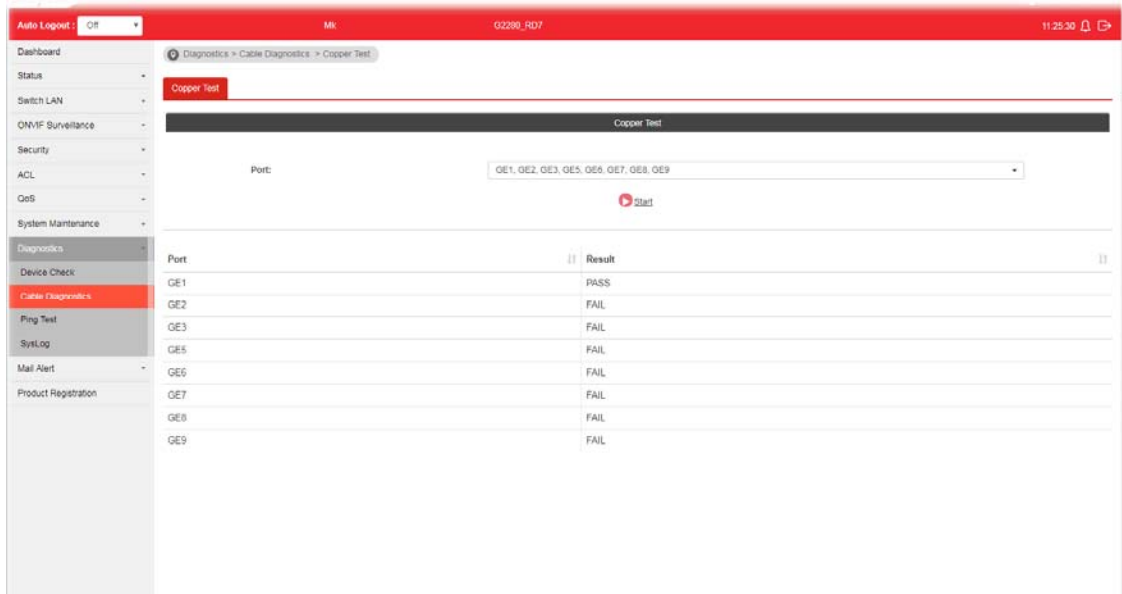 Auto Logout : Off Mk G2280_RD7 11:25:30
Dashboard
Diagnostics > Cable Diagnostics > Copper Test
Status
Copper Test
Switch LAN
ONVIF Surveillance
Copper Test
Security
ACL
Port: GE1, GE2, GE3, GE5, GE6, GE7, GE8, GE9
QoS
Start
System Maintenance
Diagnostics
Port Result
Device Check
GE1 PASS
Cable Diagnostics
GE2 FAIL
Ping Test
GE3 FAIL
SysLog
GE5 FAIL
Mail Alert
GE6 FAIL
Product Registration
GE7 FAIL
GE8 FAIL
GE9 FAIL